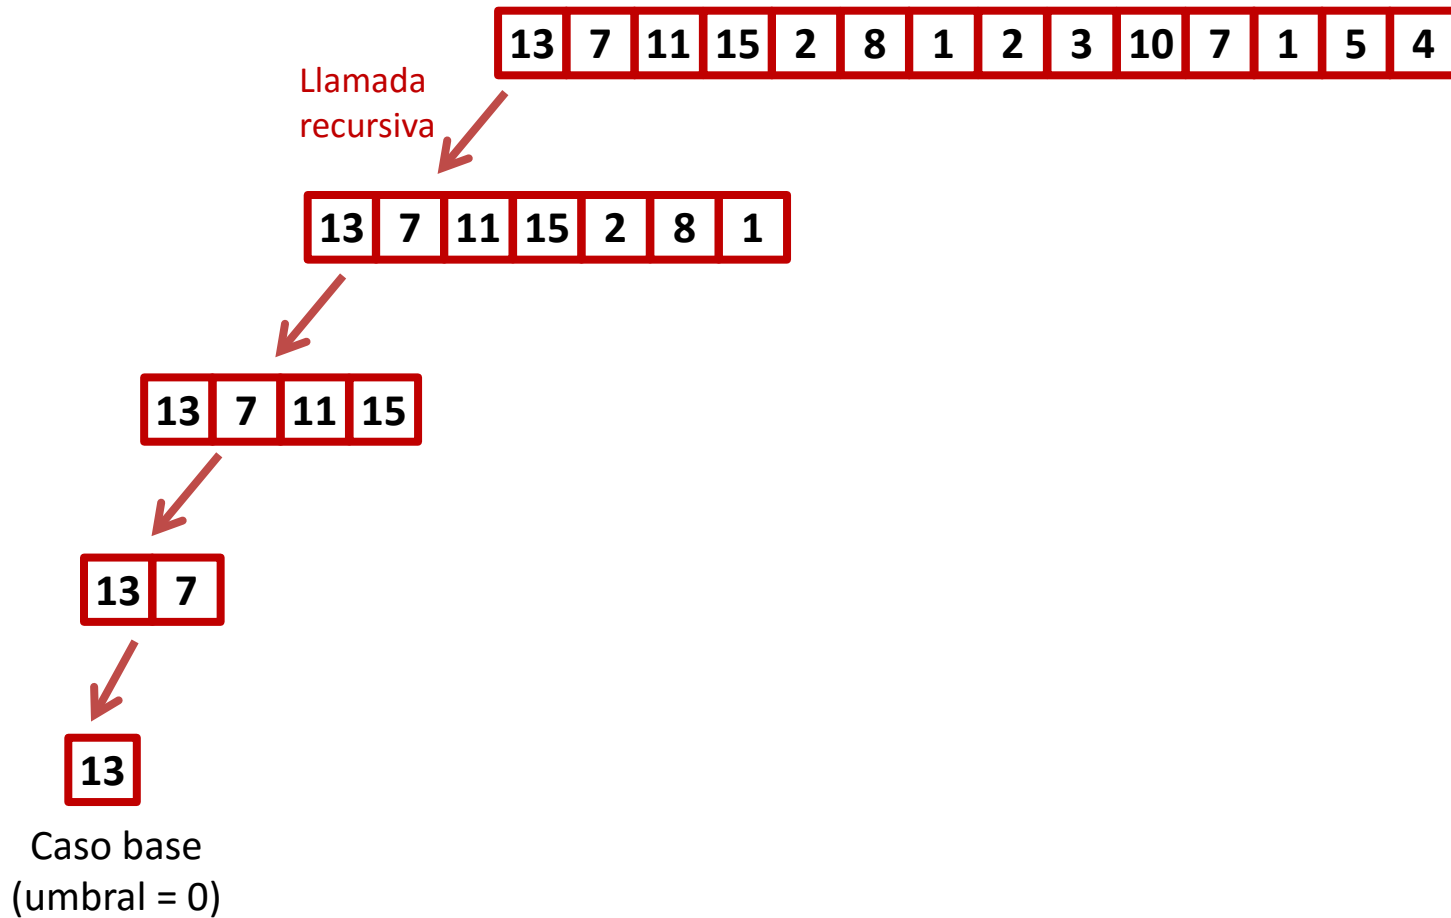 13 7 11 15 2 8 1 2 3 10 7 1 5 4
Llamada
recursiva
13 7 11 15 2 8 1
13 7 11 15
13 7
13
Caso base
(umbral = 0)